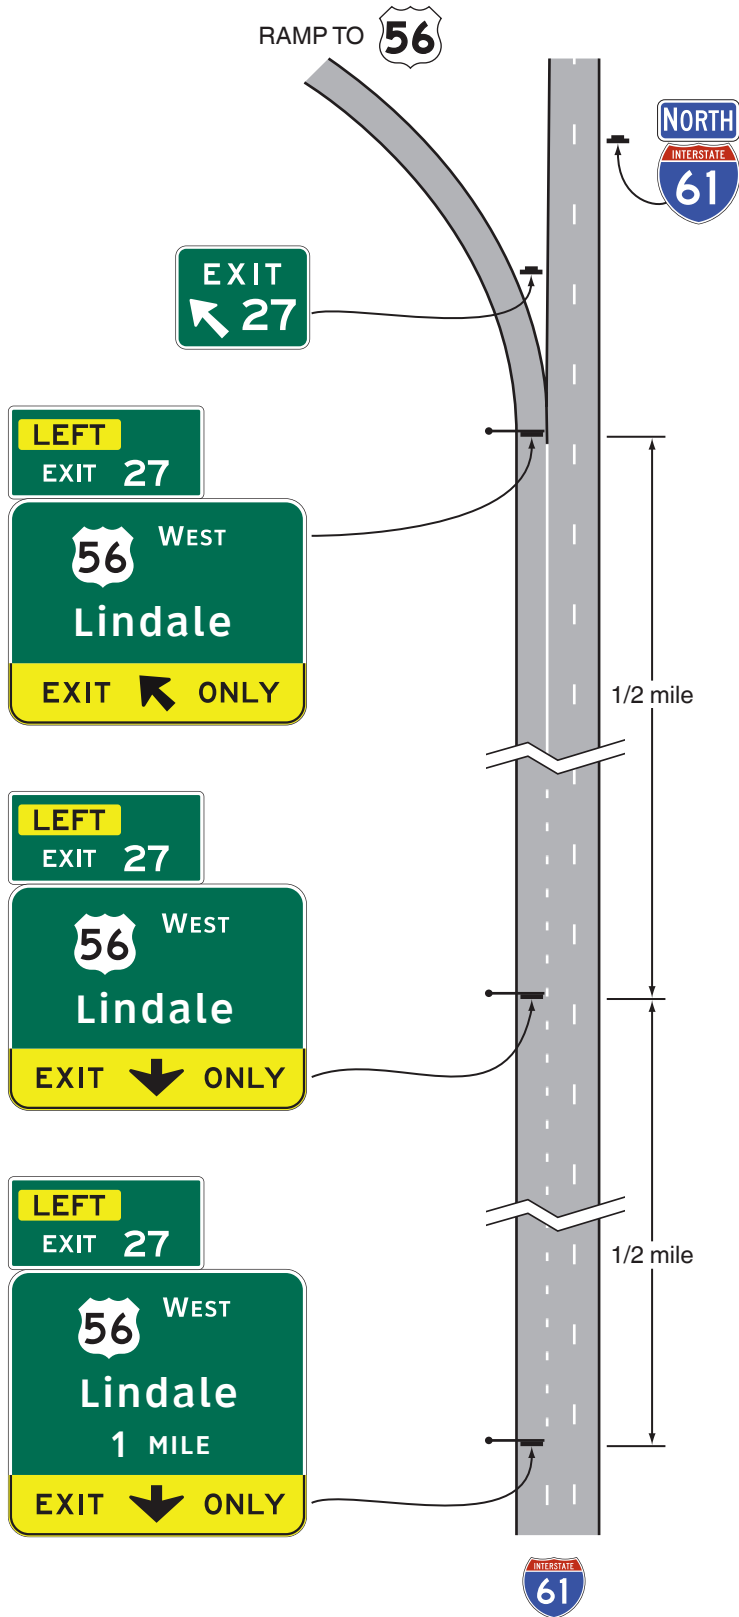 RAMP TO 56
NORTH
INTERSTATE
61
EXIT
27
LEFT
EXIT 27
56 WEST
Lindale
EXIT ONLY
1/2 mile
LEFT
EXIT 27
56 WEST
Lindale
EXIT ONLY
1/2 mile
LEFT
EXIT 27
56 WEST
Lindale
1 MILE
EXIT ONLY
INTERSTATE
61